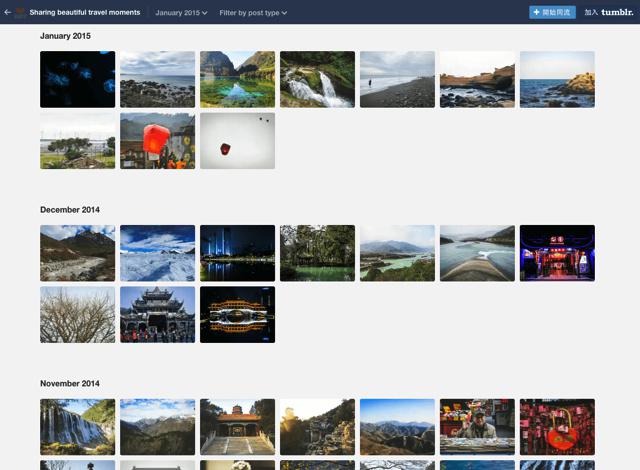 Sharing beautiful travel moments
January 2015
Filter by post type
+ 開始同流
加入 tumblr.
January 2015
December 2014
November 2014